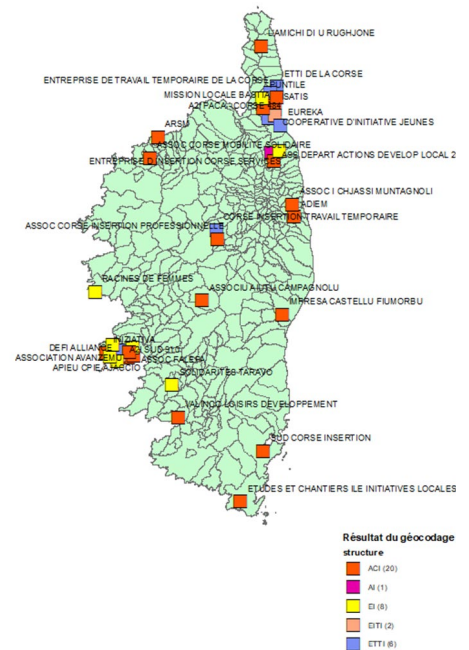 L'AMICHI DI U RUGHJONE
ETTI DE LA CORSE
ENTREPRISE DE TRAVAIL TEMPORAIRE DE LA CORSE
MISSION LOCALE BASTIA
SATIS
EUREKA
COOPERATIVE D'INITIATIVE JEUNES
ARSM
ASSOC CORSE MOBILITE SOLIDAIRE
ASS DEPART ACTIONS DEVELOP LOCAL 2
ENTREPRISE D'INSERTION CORSE SERVICES
ASSOC I CHJASSI MUNTAGNOLI
ADIEM
CORSE INSERTION TRAVAIL TEMPORAIRE
ASSOC CORSE INSERTION PROFESSIONNELLE
RACINES DE FEMMES
ASSOCIU AIUTU CAMPAGNOLU
IMPRESA CASTELLU FIUMORBU
DEFI ALLIANCE
ASSOCIATION AVANZEMU
ASSOC FALEPA
APIEU CPIE AJACCIO
SOLIDARITES TARAVO
VALINCO LOISIRS DEVELOPPEMENT
SUD CORSE INSERTION
ETUDES ET CHANTIERS ILE INITIATIVES LOCALES
Résultat du géocodage
structure
ACI (20)
AI (1)
EI (8)
EITI (2)
ETTI (6)